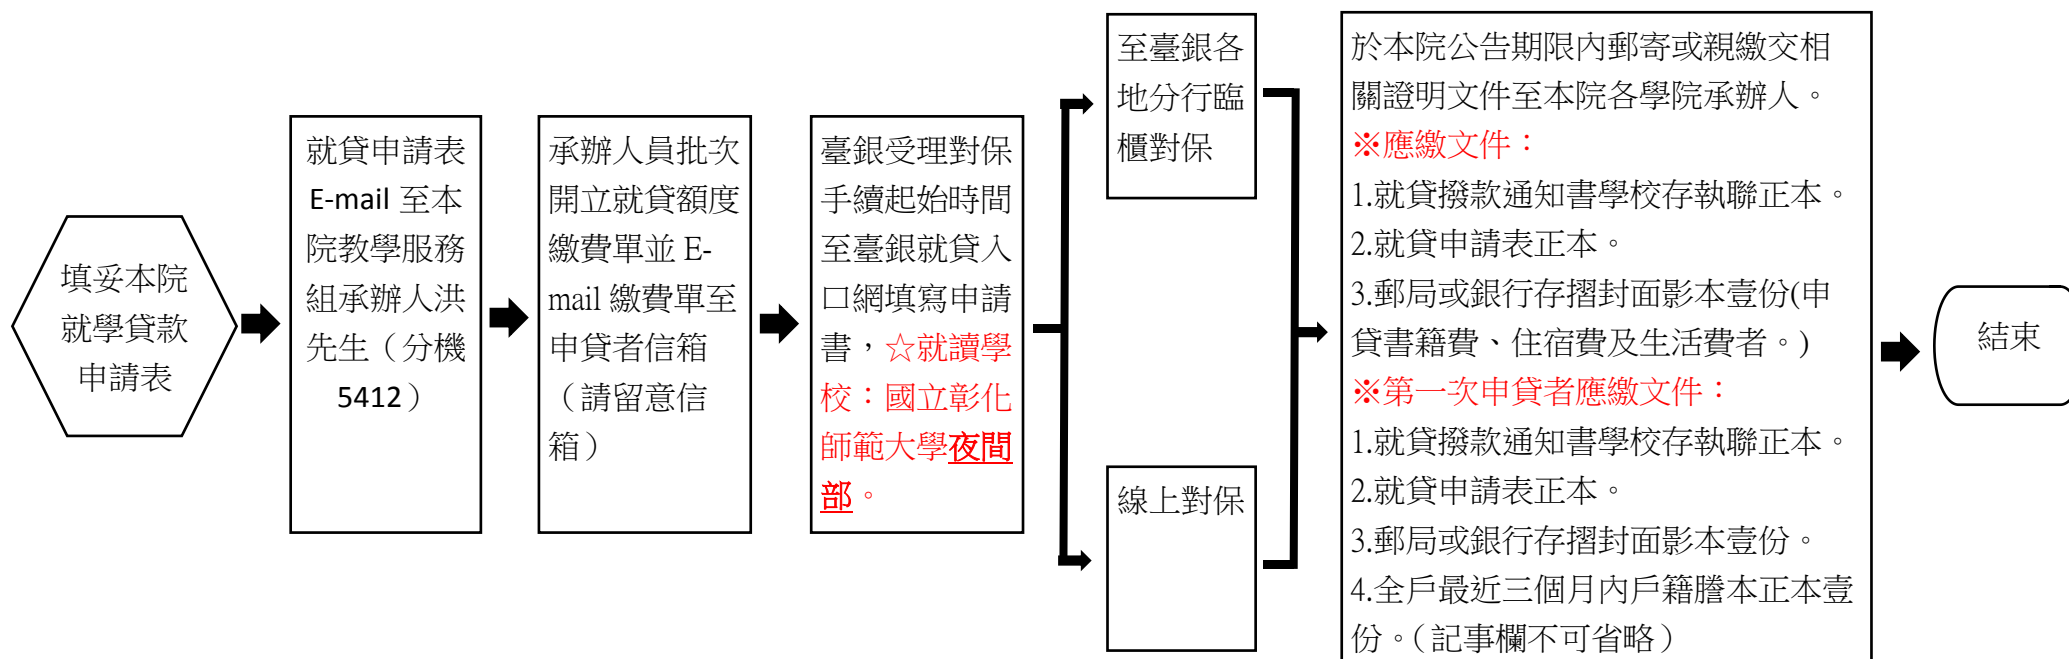 填妥本院
就學貸款
申請表
就貸申請表
E-mail 至本
院教學服務
組承辦人洪
先生（分機
5412）
承辦人員批次
開立就貸額度
繳費單並 E-
mail 繳費單至
申貸者信箱
（請留意信
箱）
臺銀受理對保
手續起始時間
至臺銀就貸入
口網填寫申請
書，☆就讀學
校：國立彰化
師範大學夜間
部。
至臺銀各
地分行臨
櫃對保
線上對保
於本院公告期限內郵寄或親繳交相
關證明文件至本院各學院承辦人。
※應繳文件：
1.就貸撥款通知書學校存執聯正本。
2.就貸申請表正本。
3.郵局或銀行存摺封面影本壹份(申
貸書籍費、住宿費及生活費者。)
※第一次申貸者應繳文件：
1.就貸撥款通知書學校存執聯正本。
2.就貸申請表正本。
3.郵局或銀行存摺封面影本壹份。
4.全戶最近三個月內戶籍謄本正本壹
份。（記事欄不可省略）
結束